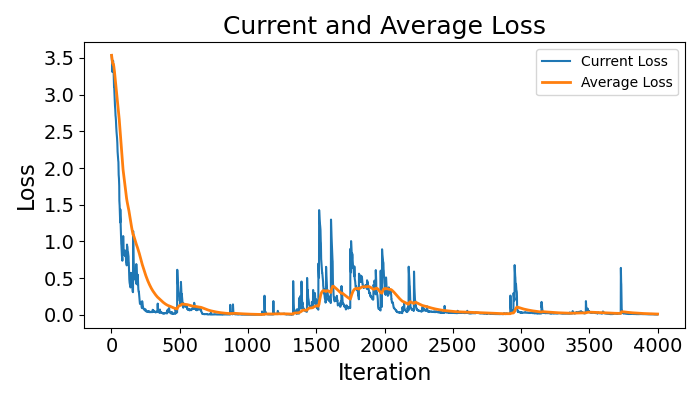 Current and Average Loss
Current Loss
Average Loss
3.5
3.0
2.5
2.0
1.5
1.0
0.5
0.0
Loss
0 500 1000 1500 2000 2500 3000 3500 4000
Iteration